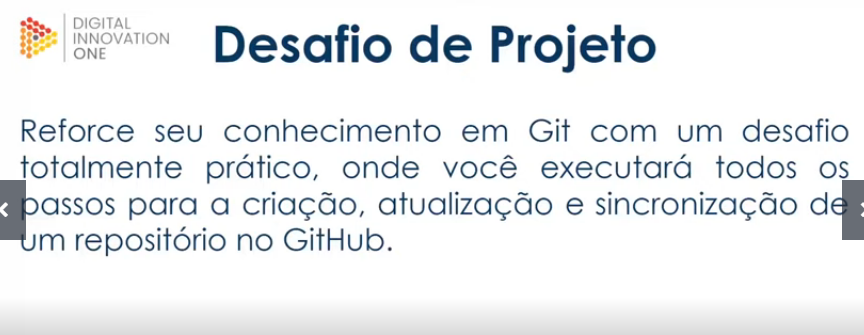 DIGITAL
INNOVATION
ONE
Desafio de Projeto
Reforce seu conhecimento em Git com um desafio
totalmente prático, onde você executará todos os
passos para a criação, atualização e sincronização de
um repositório no GitHub.